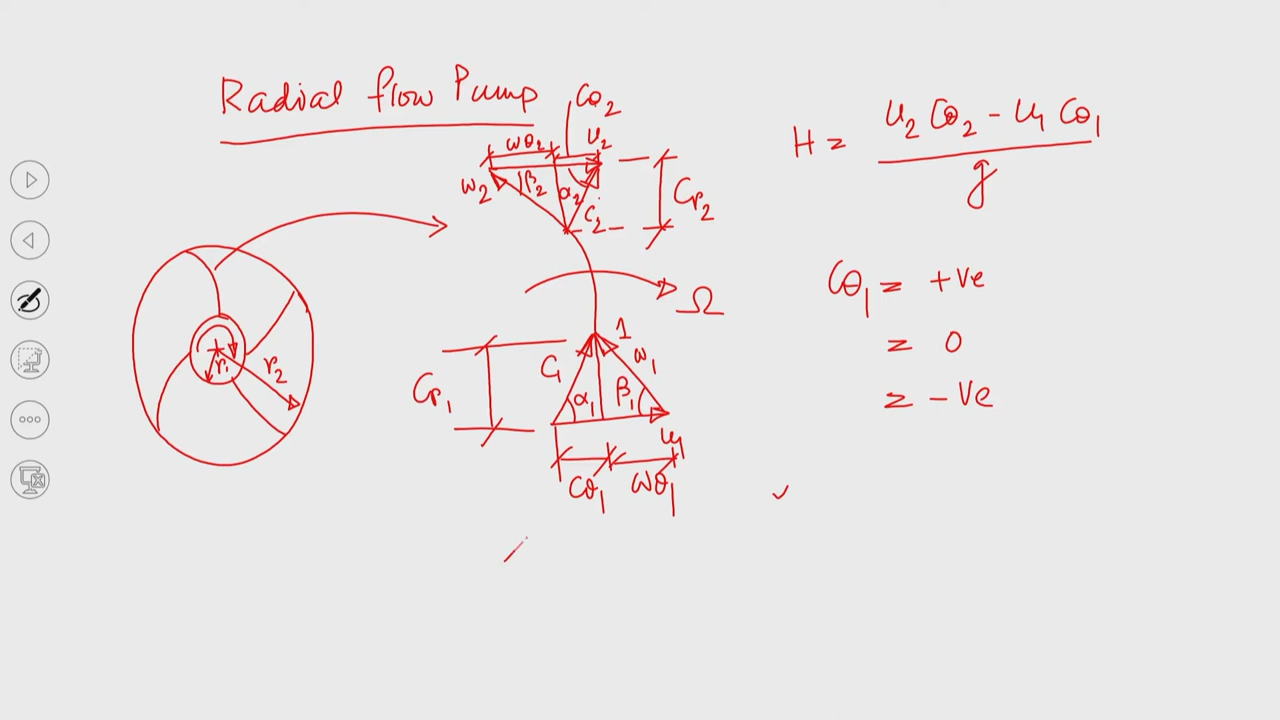 Radial flow Pump
Cθ2
wθ2 U2
w2 β2 α2 C2 Cr2
H = U2 Cθ2 - U1 Cθ1
g
Ω
r1 r2
1
C1 w1
Cr1 α1 β1
U1
Cθ1 wθ1
Cθ1 = +ve
= 0
= -ve